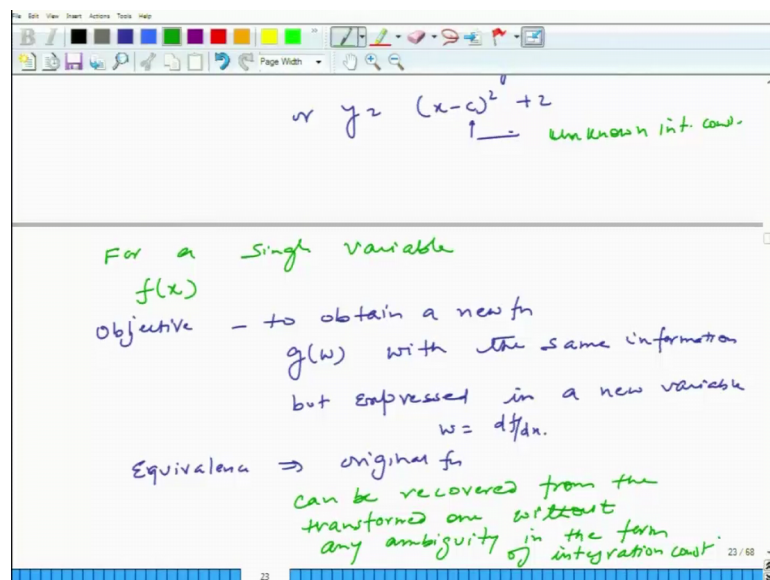 File Edit View Insert Actions Tools Help
B I
Page Width
or y = (x-c)² + 2
unknown int. const.
For a single variable
f(x)
Objective - to obtain a new fn
g(w) with the same information
but expressed in a new variable
w = df/dx.
Equivalence ⇒ original fn
can be recovered from the
transformed one without
any ambiguity in the term
of integration const.
23 / 68
23